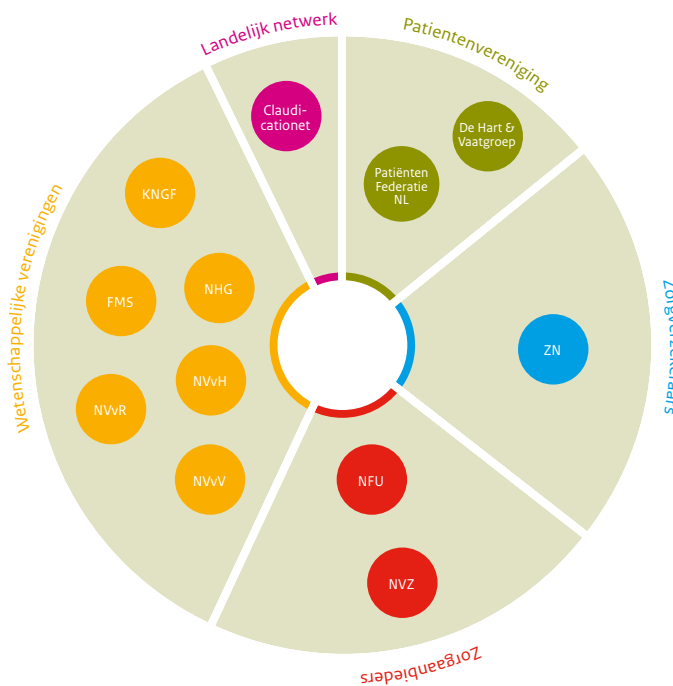 Landelijk netwerk
Patientenvereniging
Claudi-
cationet
De Hart &
Vaatgroep
Patiënten
Federatie
NL
KNGF
NHG
FMS
Wetenschappelijke verenigingen
ZN
NVvH
NVvR
NVvV
NFU
NVZ
Zorgaanbieders